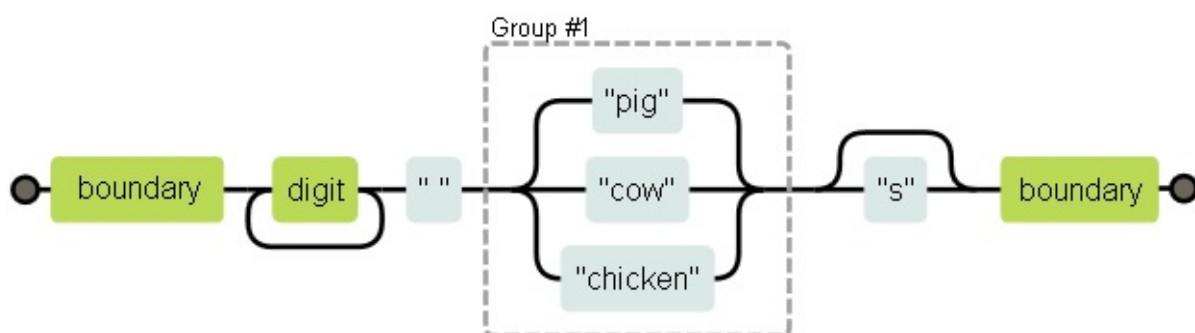 Group #1
"pig"
boundary digit " " "cow" "s" boundary
"chicken"